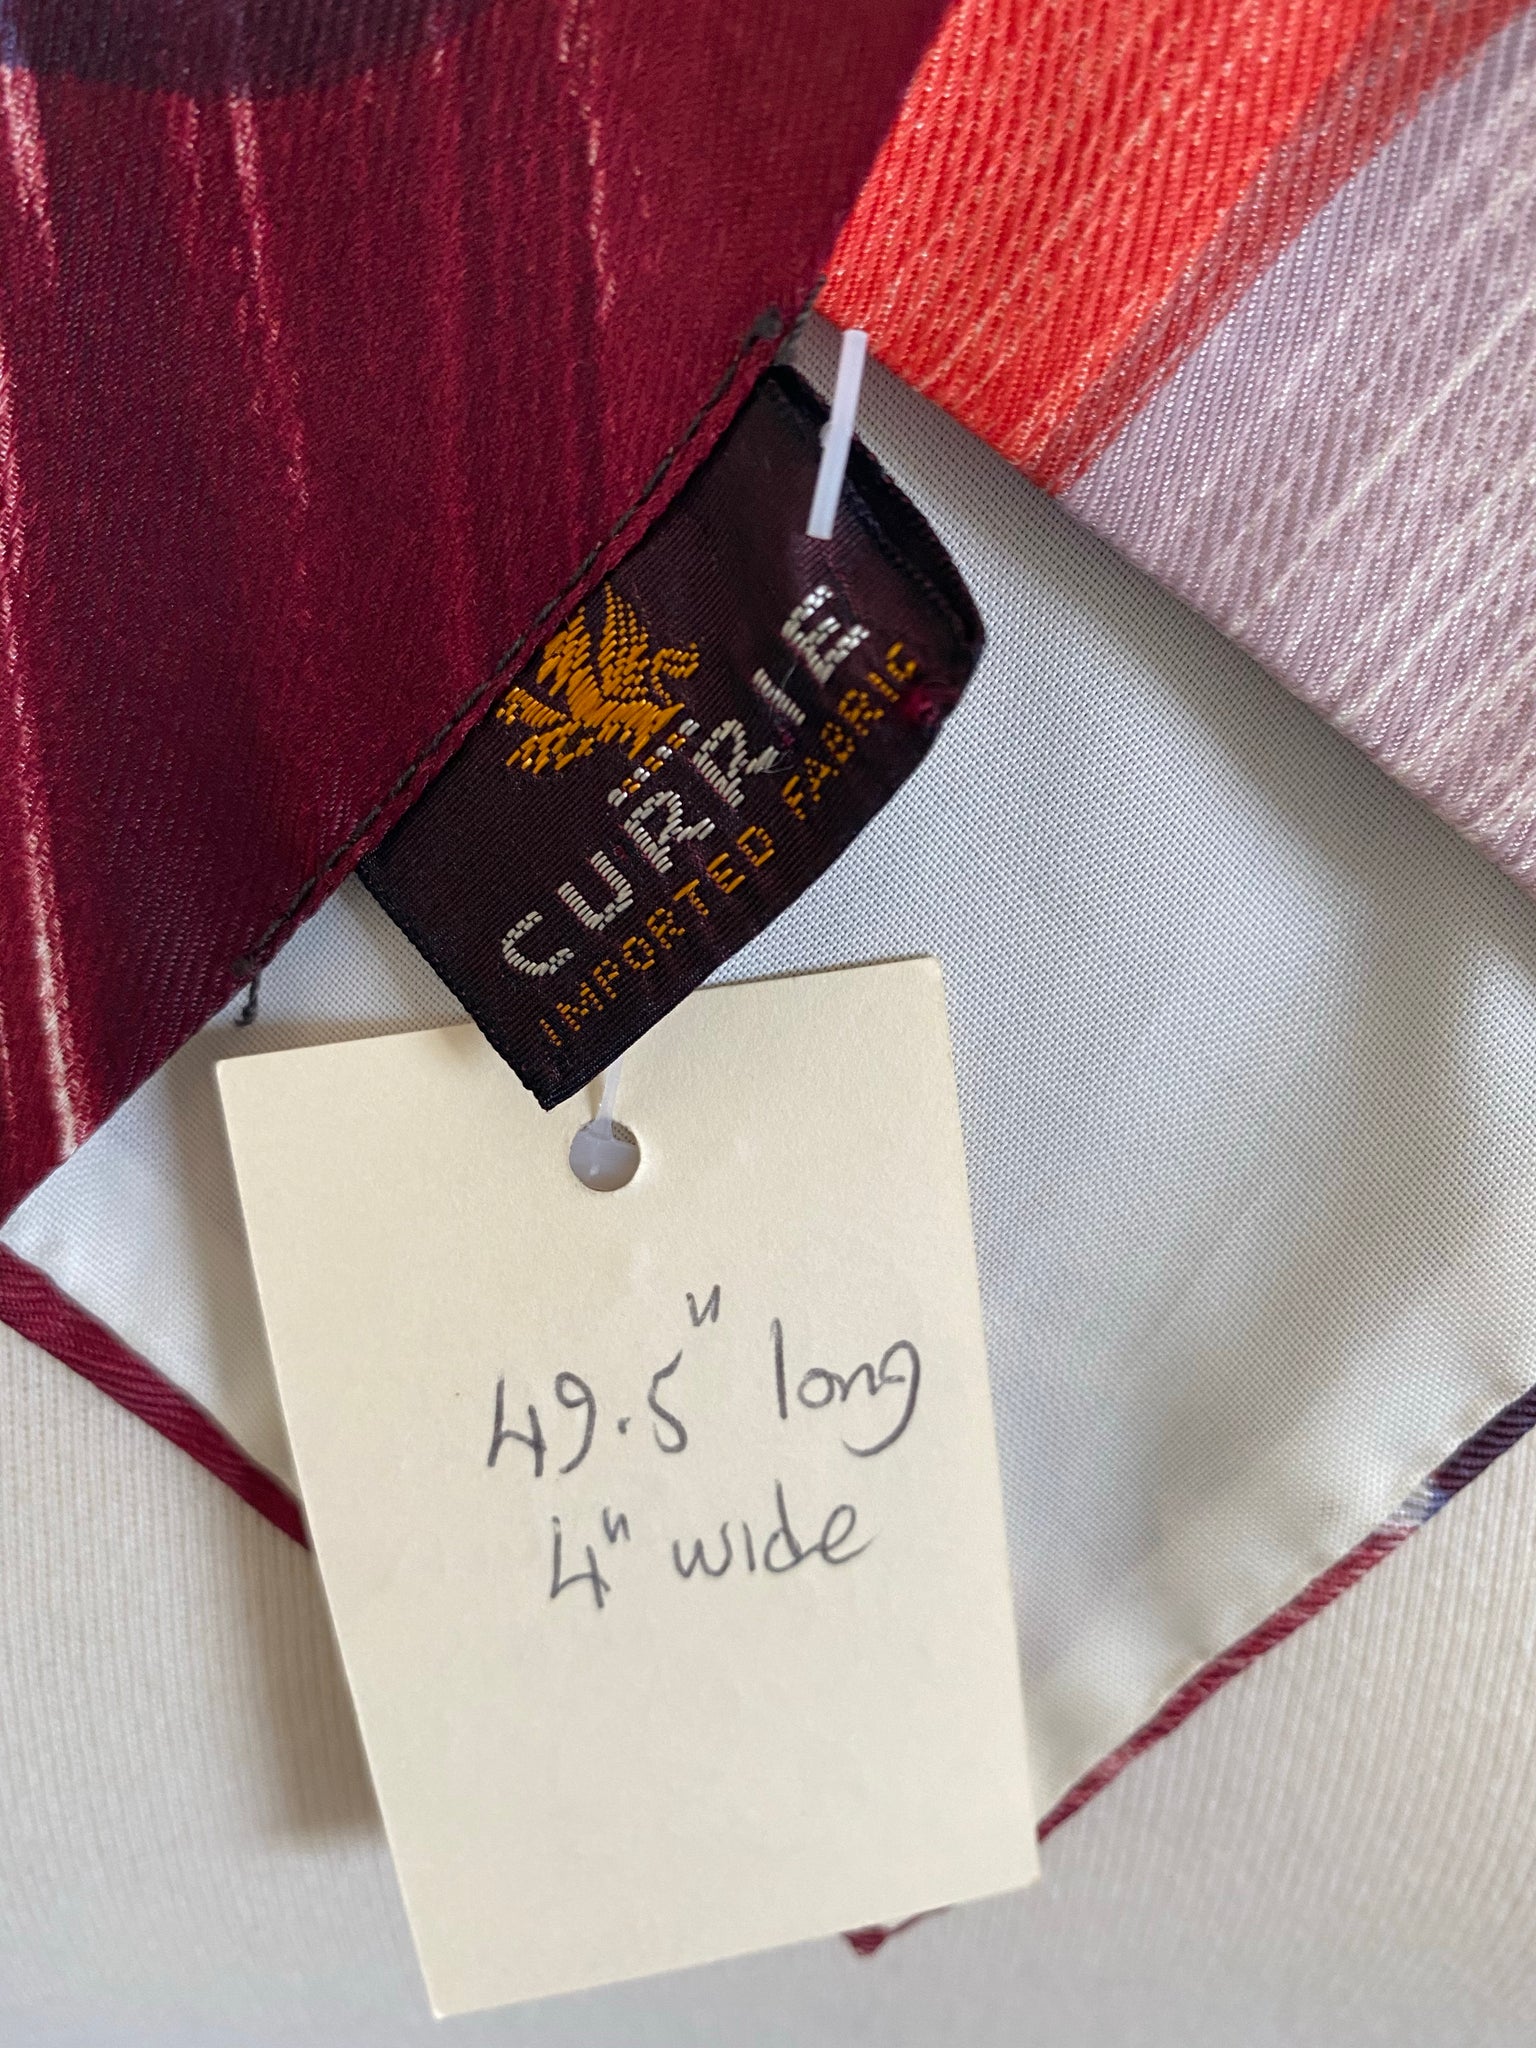 CURRIE
IMPORTED FABRIC
49.5" long
4" wide